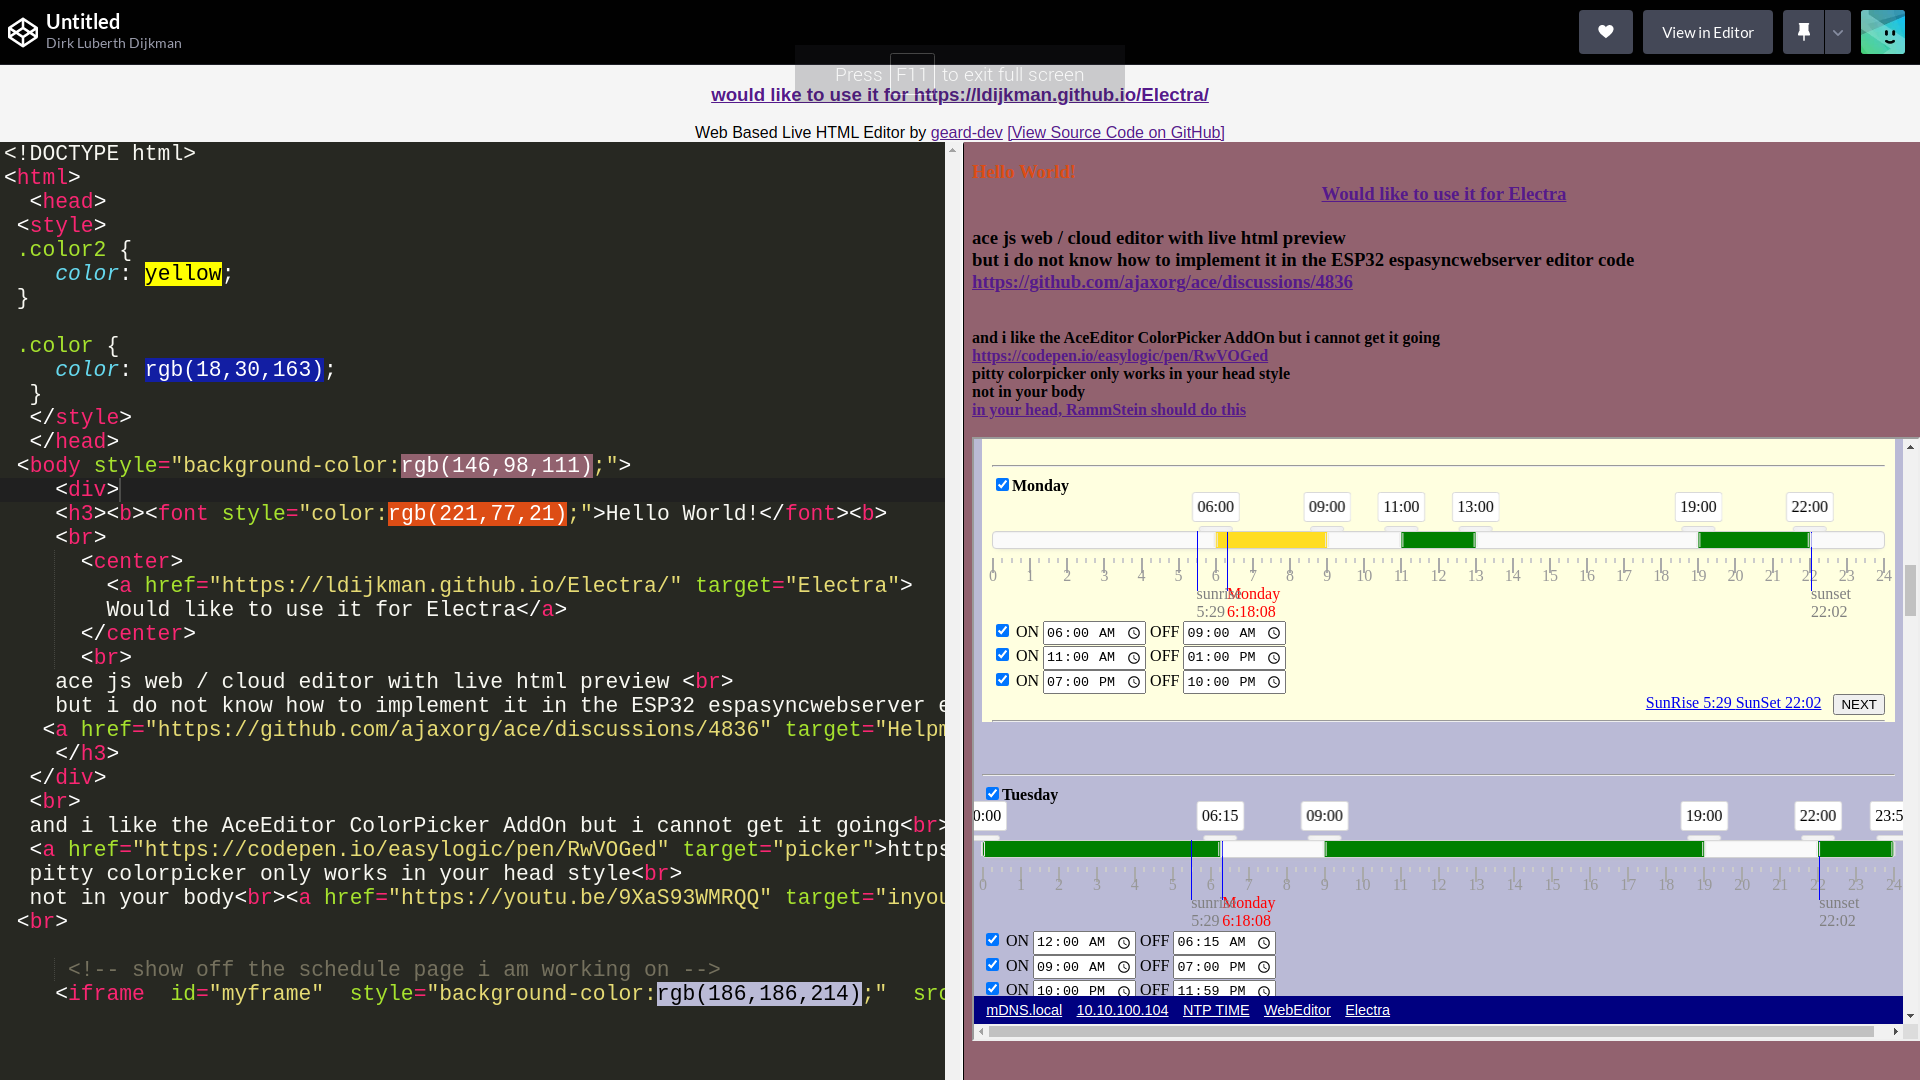 Untitled
Dirk Luberth Dijkman
View in Editor
Press F11 to exit full screen
would like to use it for https://ldijkman.github.io/Electra/
Web Based Live HTML Editor by geard-dev [View Source Code on GitHub]
<!DOCTYPE html>
<html>
<head>
<style>
.color2 {
color: yellow;
}
.color {
color: rgb(18,30,163);
}
</style>
</head>
<body style="background-color:rgb(146,98,111);">
<div>
<h3><b><font style="color:rgb(221,77,21);">Hello World!</font><b>
<br>
<center>
<a href="https://ldijkman.github.io/Electra/" target="Electra">
Would like to use it for Electra</a>
</center>
<br>
ace js web / cloud editor with live html preview <br>
but i do not know how to implement it in the ESP32 espasyncwebserver e
<a href="https://github.com/ajaxorg/ace/discussions/4836" target="Helpm
</h3>
</div>
<br>
and i like the AceEditor ColorPicker AddOn but i cannot get it going<br>
<a href="https://codepen.io/easylogic/pen/RwVOGed" target="picker">https
pitty colorpicker only works in your head style<br>
not in your body<br><a href="https://youtu.be/9XaS93WMRQQ" target="inyou
<br>
<!-- show off the schedule page i am working on -->
<iframe id="myframe" style="background-color:rgb(186,186,214);" src
Hello World!
Would like to use it for Electra
ace js web / cloud editor with live html preview
but i do not know how to implement it in the ESP32 espasyncwebserver editor code
https://github.com/ajaxorg/ace/discussions/4836
and i like the AceEditor ColorPicker AddOn but i cannot get it going
https://codepen.io/easylogic/pen/RwVOGed
pitty colorpicker only works in your head style
not in your body
in your head, RammStein should do this
Monday
06:00 09:00 11:00 13:00 19:00 22:00
0 1 2 3 4 5 6 7 8 9 10 11 12 13 14 15 16 17 18 19 20 21 22 23 24
sunrise Monday sunset
5:29 6:18:08 22:02
ON 06:00 AM OFF 09:00 AM
ON 11:00 AM OFF 01:00 PM
ON 07:00 PM OFF 10:00 PM
SunRise 5:29 SunSet 22:02 NEXT
Tuesday
0:00 06:15 09:00 19:00 22:00 23:5
0 1 2 3 4 5 6 7 8 9 10 11 12 13 14 15 16 17 18 19 20 21 22 23 24
sunrise Monday sunset
5:29 6:18:08 22:02
ON 12:00 AM OFF 06:15 AM
ON 09:00 AM OFF 07:00 PM
ON 10:00 PM OFF 11:59 PM
mDNS.local 10.10.100.104 NTP TIME WebEditor Electra